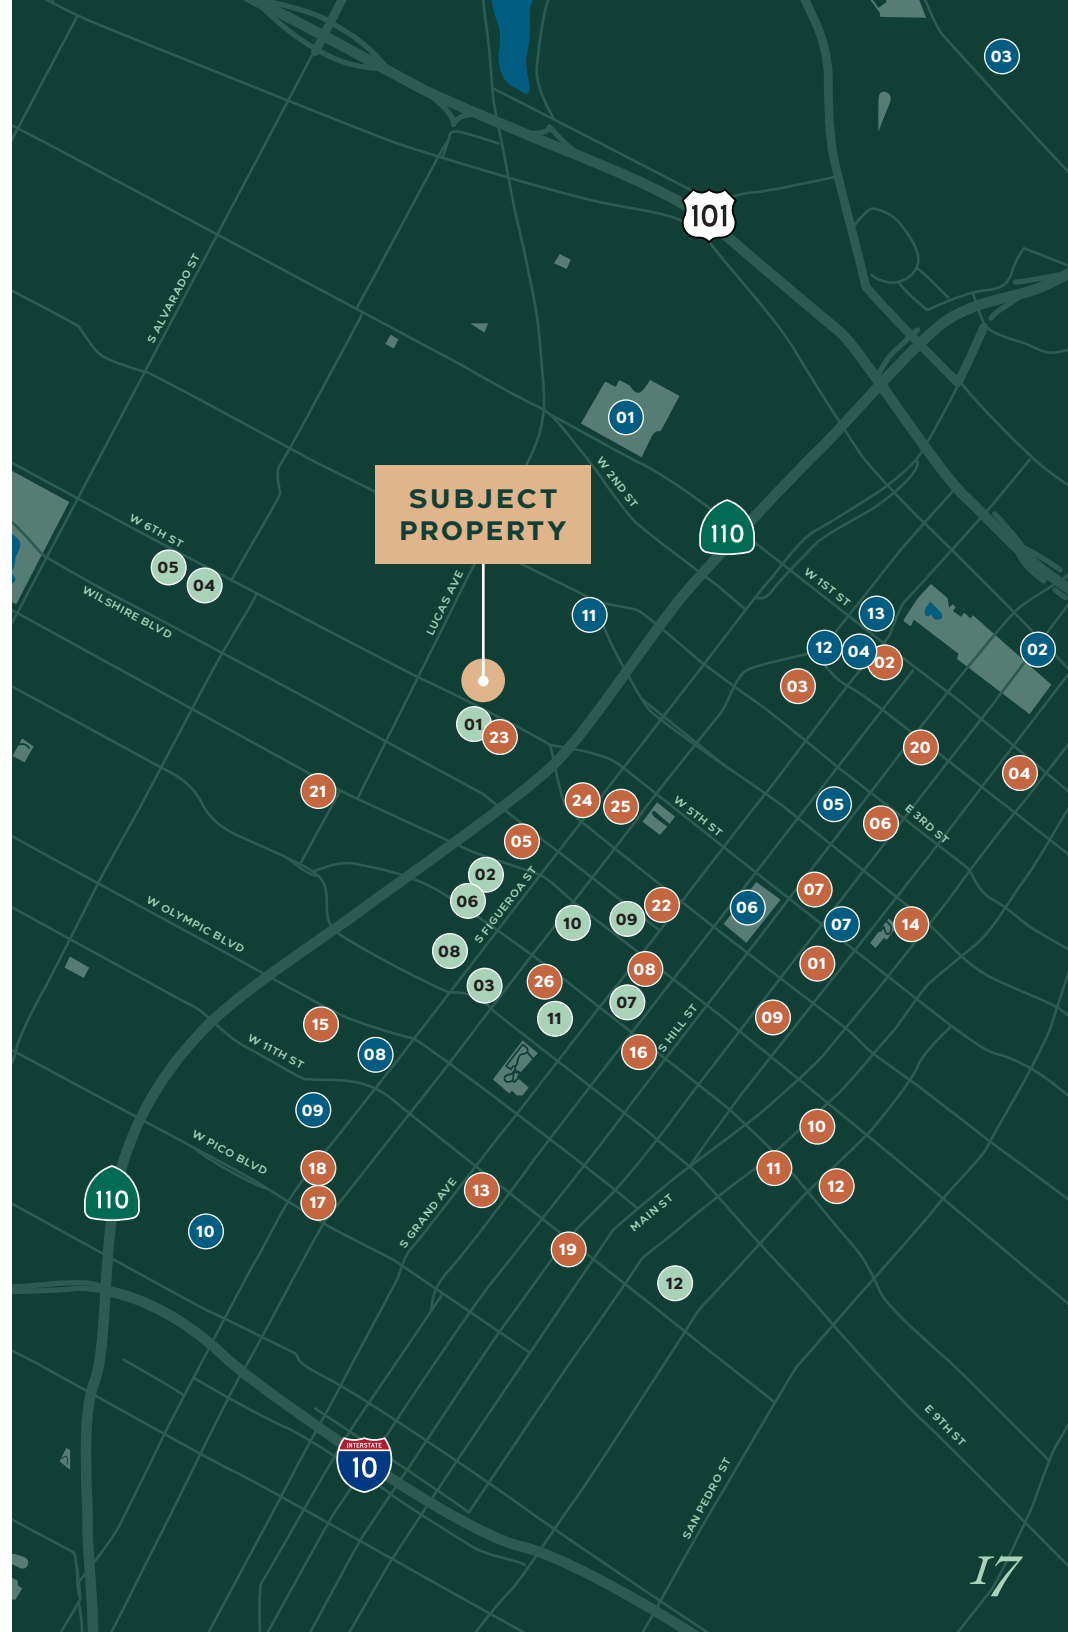 03
101
S ALVARADO ST
01
W 2ND ST
SUBJECT
PROPERTY
110
W 6TH ST
05
04
WILSHIRE BLVD
LUCAS AVE
11
W 1ST ST
13
12
04
02
02
03
01
23
20
04
21
24
25
W 5TH ST
05
06
E 3RD ST
05
02
06
S FIGUEROA ST
07
22
06
09
10
07
14
W OLYMPIC BLVD
08
01
08
26
03
07
11
09
15
W 11TH ST
08
16
S HILL ST
09
10
W PICO BLVD
18
11
12
110
17
13
S GRAND AVE
MAIN ST
10
19
12
E 9TH ST
INTERSTATE
10
SAN PEDRO ST
17